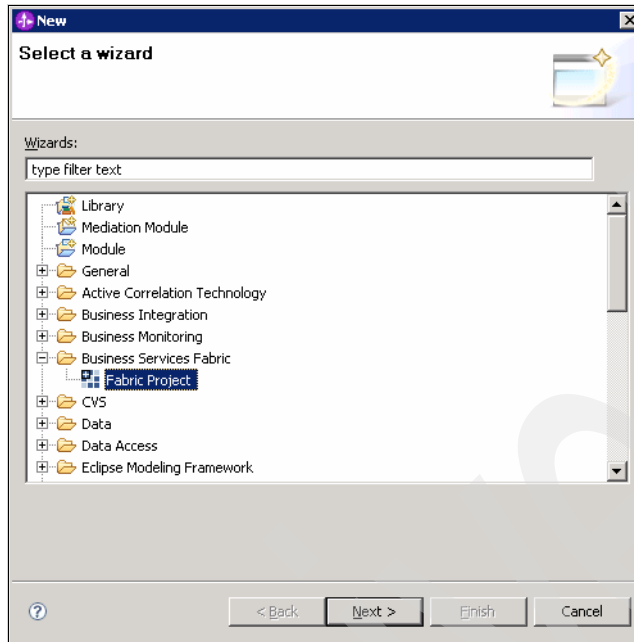 New
Select a wizard
Wizards:
type filter text
Library
Mediation Module
Module
General
Active Correlation Technology
Business Integration
Business Monitoring
Business Services Fabric
Fabric Project
CVS
Data
Data Access
Eclipse Modeling Framework
< Back Next > Finish Cancel